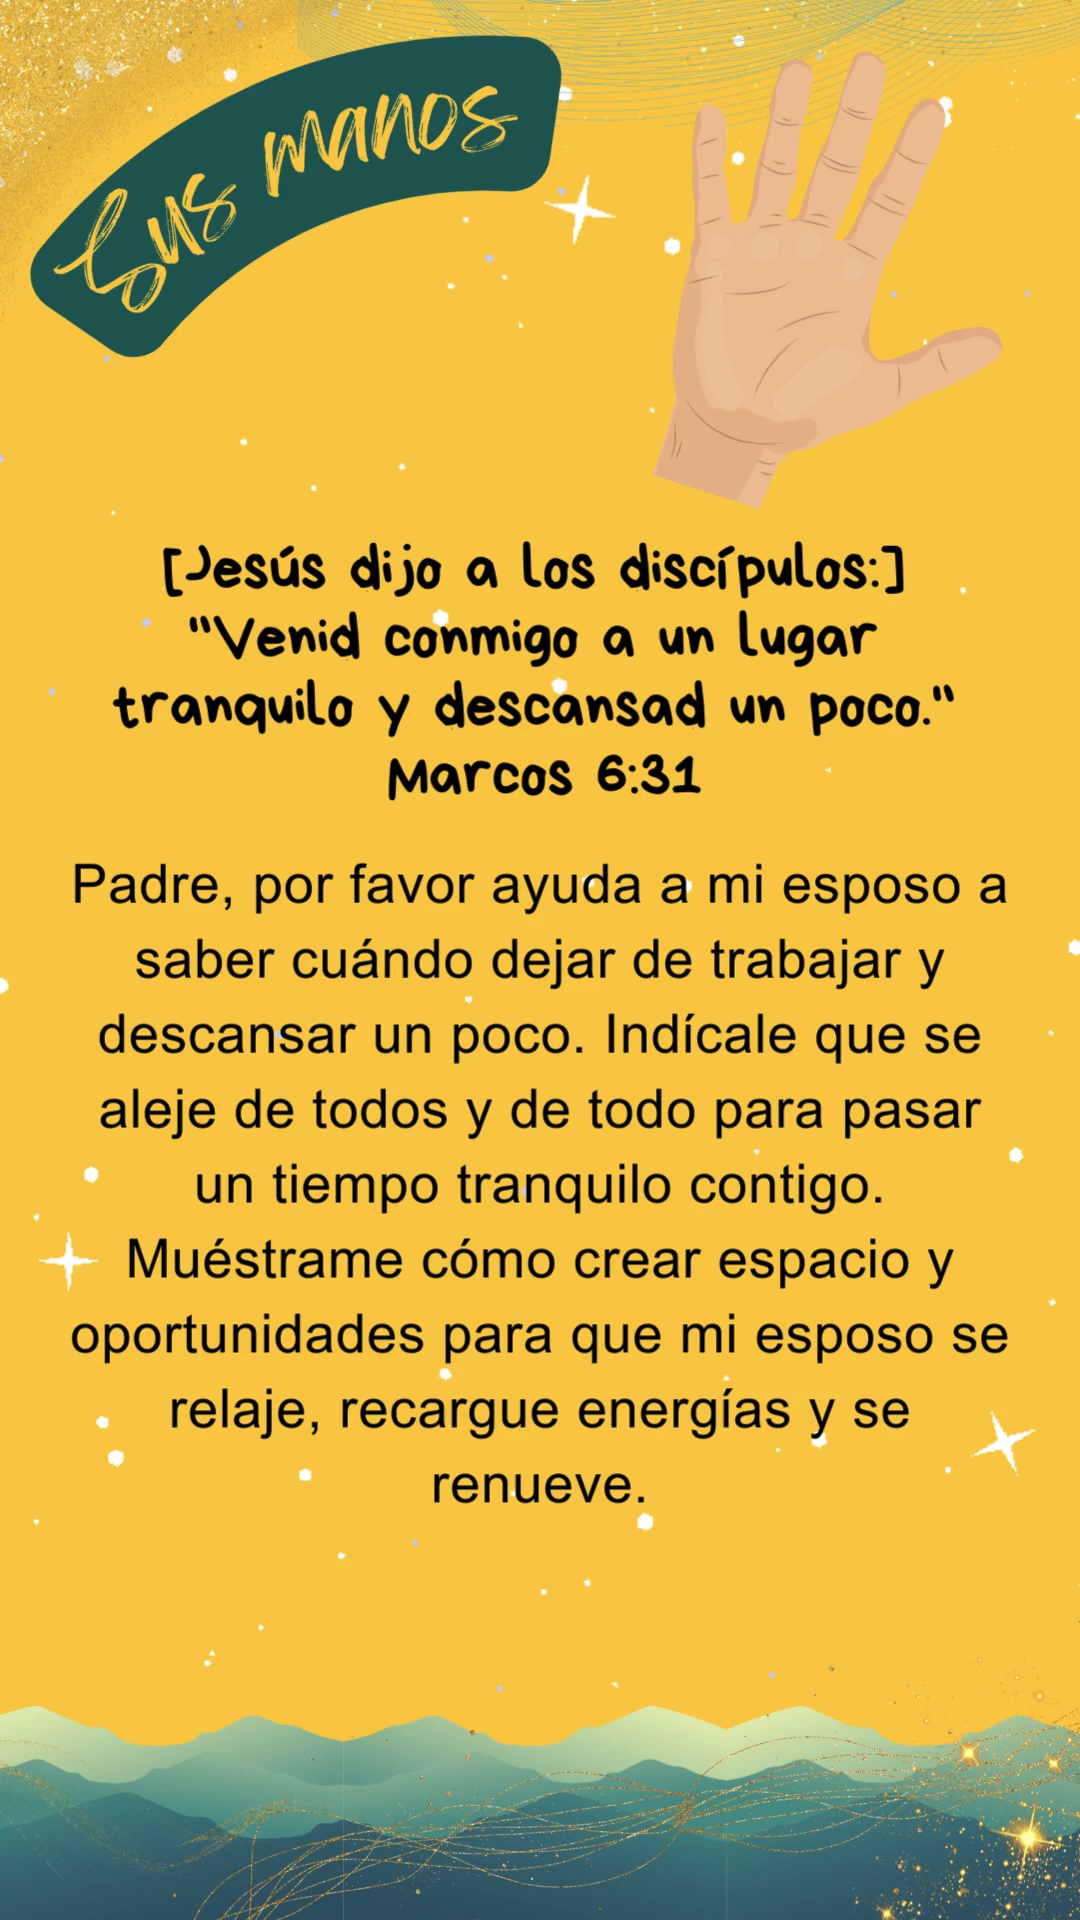 Sus manos
[Jesús dijo a los discípulos:]
"Venid conmigo a un lugar
tranquilo y descansad un poco."
Marcos 6:31
Padre, por favor ayuda a mi esposo a
saber cuándo dejar de trabajar y
descansar un poco. Indícale que se
aleje de todos y de todo para pasar
un tiempo tranquilo contigo.
Muéstrame cómo crear espacio y
oportunidades para que mi esposo se
relaje, recargue energías y se
renueve.